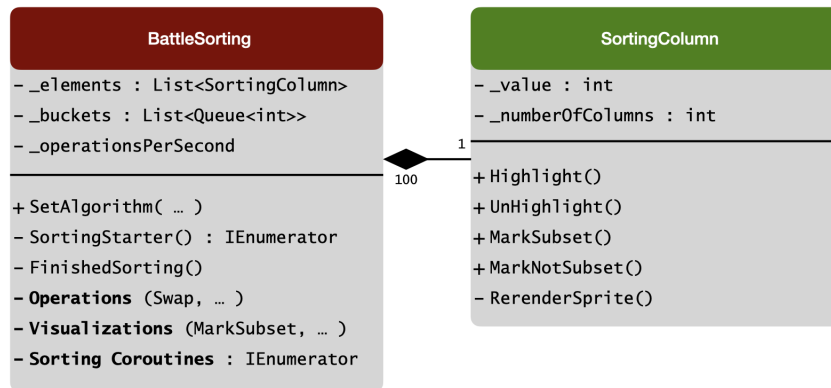 BattleSorting
- _elements : List<SortingColumn>
- _buckets : List<Queue<int>>
- _operationsPerSecond
+ SetAlgorithm( … )
- SortingStarter() : IEnumerator
- FinishedSorting()
- Operations (Swap, … )
- Visualizations (MarkSubset, … )
- Sorting Coroutines : IEnumerator
100
1
SortingColumn
- _value : int
- _numberOfColumns : int
+ Highlight()
+ UnHighlight()
+ MarkSubset()
+ MarkNotSubset()
- RerenderSprite()